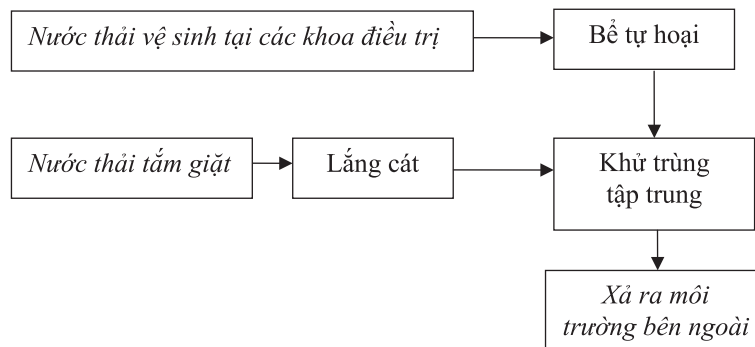 Nước thải vệ sinh tại các khoa điều trị
Bể tự hoại
Nước thải tắm giặt
Lắng cát
Khử trùng
tập trung
Xả ra môi
trường bên ngoài